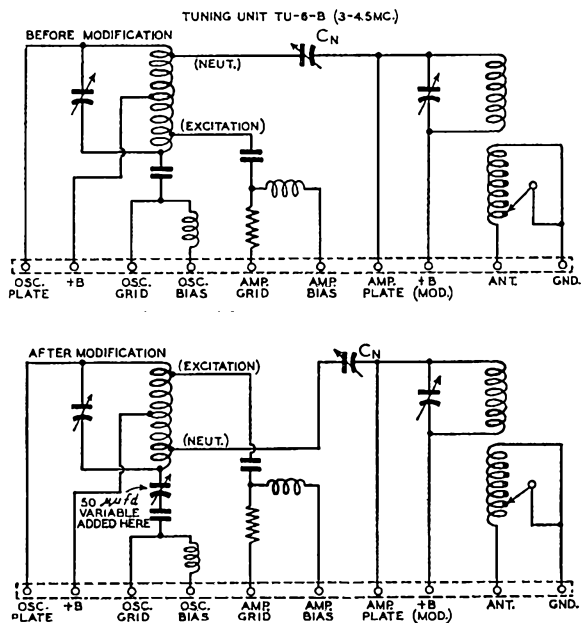 TUNING UNIT TU-6-B (3-4.5MC.)
BEFORE MODIFICATION
CN
(NEUT.)
(EXCITATION)
OSC. PLATE
+B
OSC. GRID
OSC. BIAS
AMP. GRID
AMP. BIAS
AMP. PLATE
+B (MOD.)
ANT.
GND.
AFTER MODIFICATION
(EXCITATION)
CN
(NEUT.)
50 μμfd
VARIABLE
ADDED HERE
OSC. PLATE
+B
OSC. GRID
OSC. BIAS
AMP. GRID
AMP. BIAS
AMP. PLATE
+B (MOD.)
ANT.
GND.